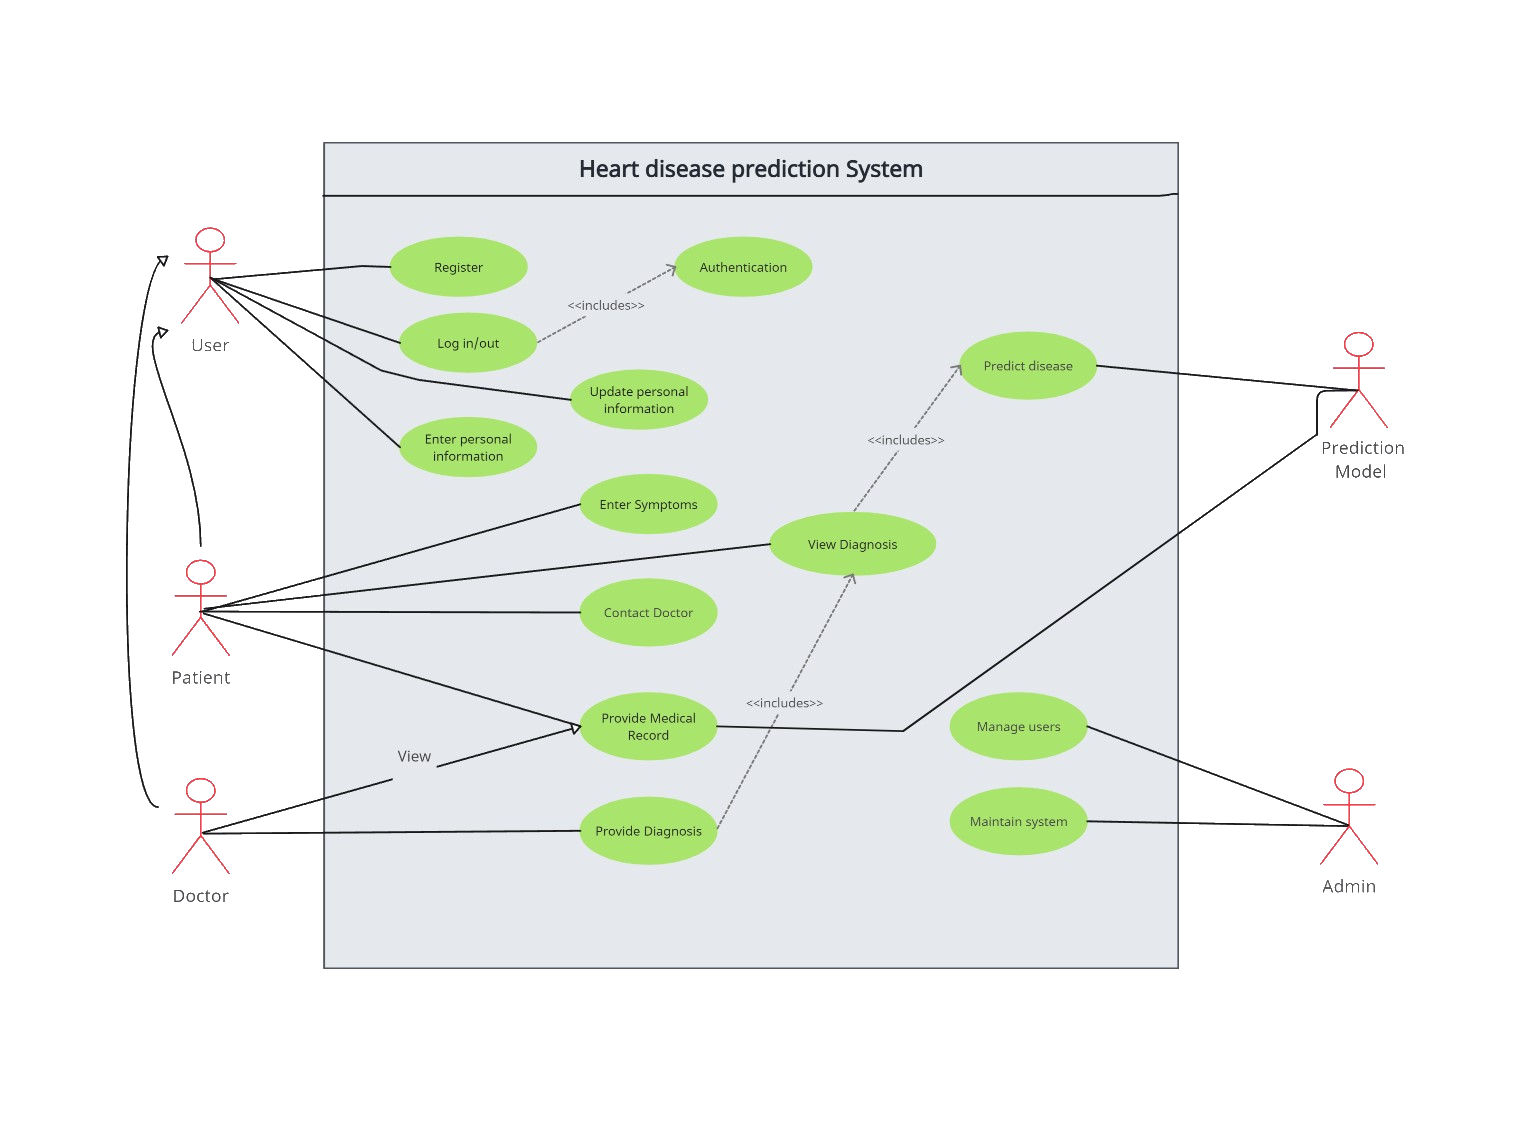 Heart disease prediction System
Register
Authentication
<<includes>>
Log in/out
User
Update personal
information
Predict disease
Enter personal
information
<<includes>>
Prediction
Model
Enter Symptoms
View Diagnosis
Contact Doctor
Patient
<<includes>>
Provide Medical
Record
Manage users
View
Maintain system
Provide Diagnosis
Doctor
Admin